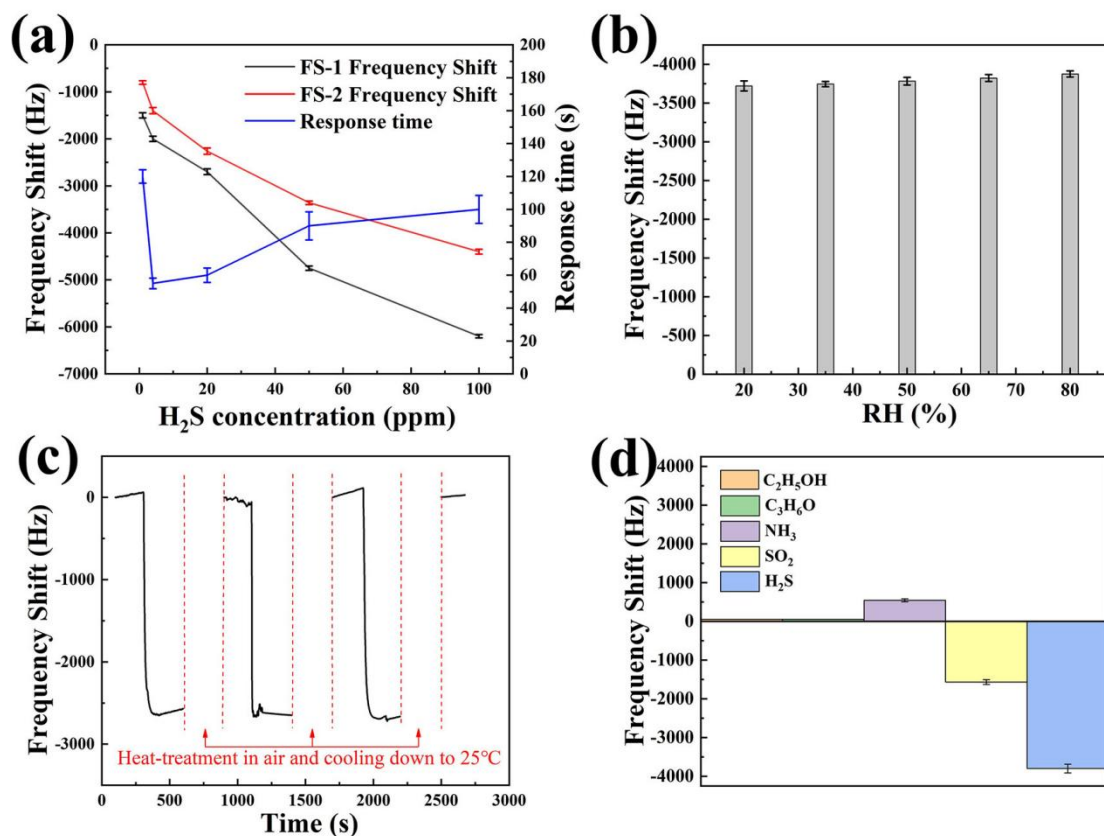 (a)
0
-1000
-2000
-3000
-4000
-5000
-6000
-7000
Frequency Shift (Hz)
FS-1 Frequency Shift
FS-2 Frequency Shift
Response time
200
180
160
140
120
100
80
60
40
20
0
Response time (s)
0 20 40 60 80 100
H₂S concentration (ppm)
(b)
-4000
-3500
-3000
-2500
-2000
-1500
-1000
-500
0
Frequency Shift (Hz)
20 30 40 50 60 70 80
RH (%)
(c)
0
-1000
-2000
-3000
Frequency Shift (Hz)
Heat-treatment in air and cooling down to 25°C
0 500 1000 1500 2000 2500 3000
Time (s)
(d)
4000
3000
2000
1000
500
0
-1000
-2000
-3000
-4000
Frequency Shift (Hz)
C₂H₅OH
C₃H₆O
NH₃
SO₂
H₂S